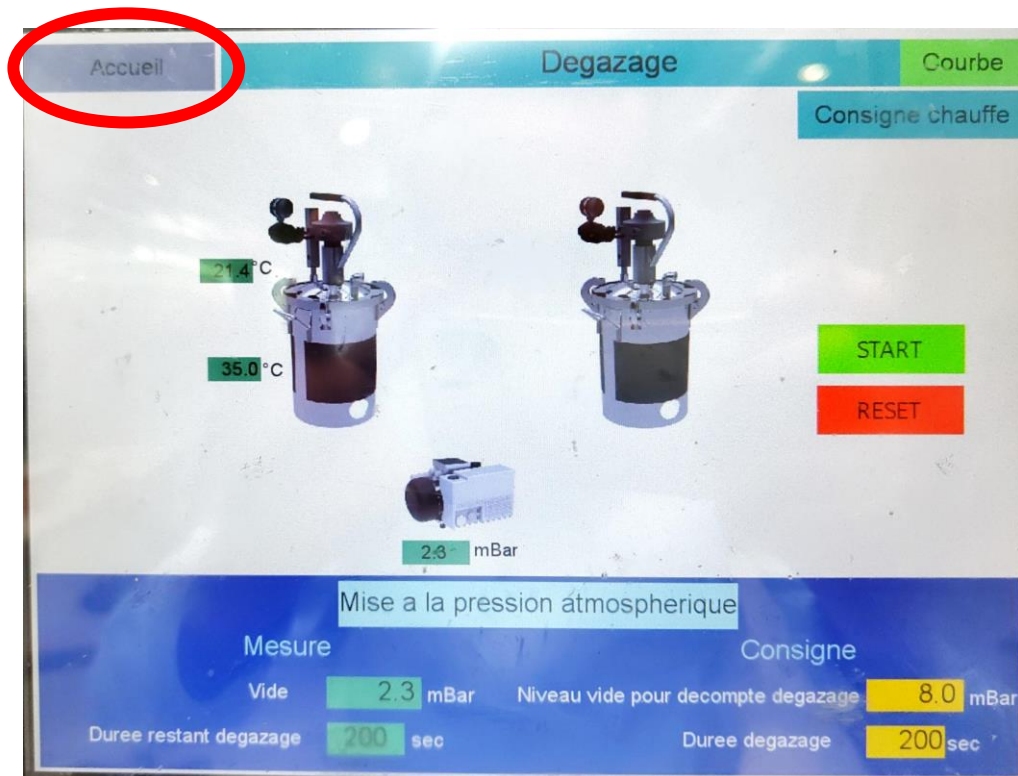 Accueil
Degazage
Courbe
Consigne chauffe
21.4 °C
35.0 °C
START
RESET
2.3 mBar
Mise a la pression atmospherique
Mesure
Consigne
Vide 2.3 mBar
Niveau vide pour decompte degazage 8.0 mBar
Duree restant degazage 200 sec
Duree degazage 200 sec